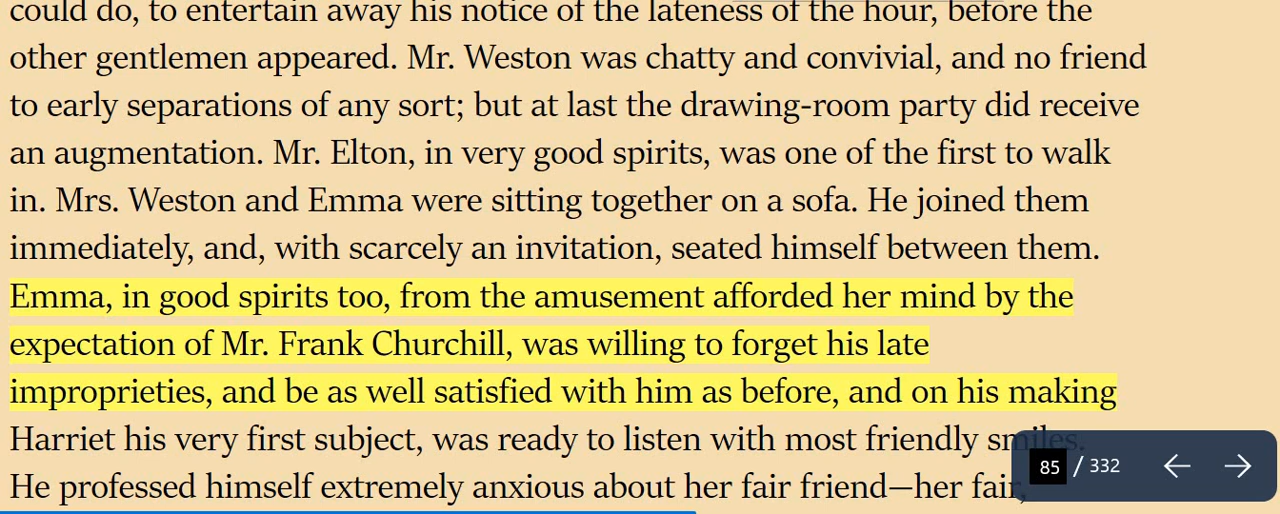 could do, to entertain away his notice of the lateness of the hour, before the
other gentlemen appeared. Mr. Weston was chatty and convivial, and no friend
to early separations of any sort; but at last the drawing-room party did receive
an augmentation. Mr. Elton, in very good spirits, was one of the first to walk
in. Mrs. Weston and Emma were sitting together on a sofa. He joined them
immediately, and, with scarcely an invitation, seated himself between them.
Emma, in good spirits too, from the amusement afforded her mind by the
expectation of Mr. Frank Churchill, was willing to forget his late
improprieties, and be as well satisfied with him as before, and on his making
Harriet his very first subject, was ready to listen with most friendly smiles.
He professed himself extremely anxious about her fair friend—her fair,
85 / 332